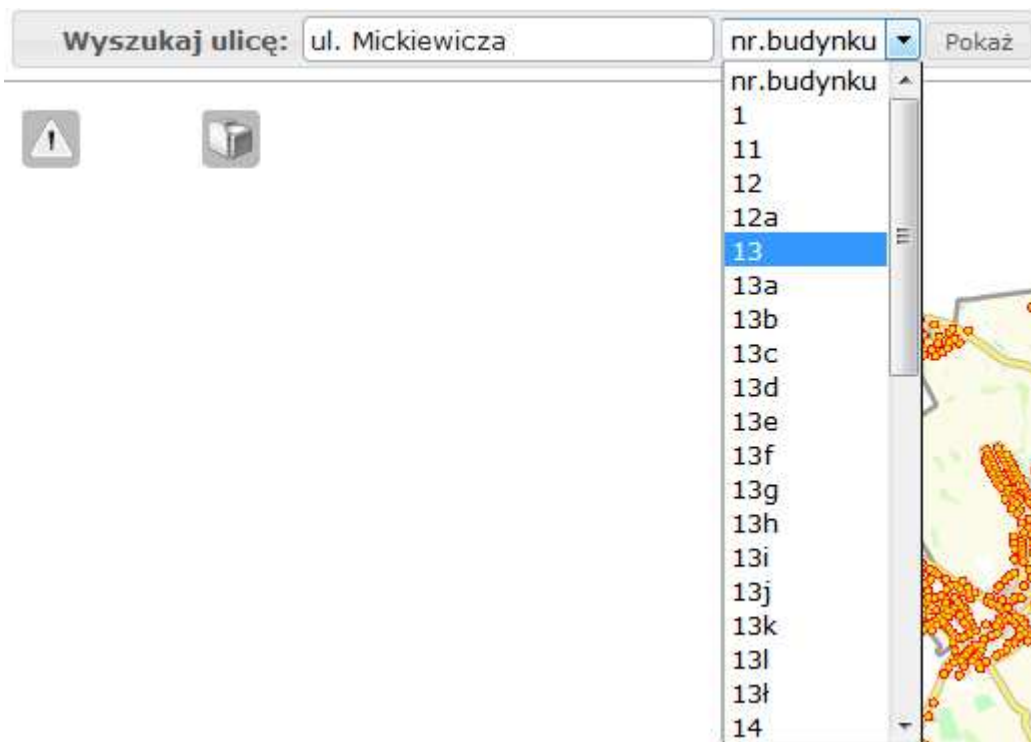 Wyszukaj ulicę: ul. Mickiewicza nr.budynku Pokaż
nr.budynku
1
11
12
12a
13
13a
13b
13c
13d
13e
13f
13g
13h
13i
13j
13k
13l
13ł
14